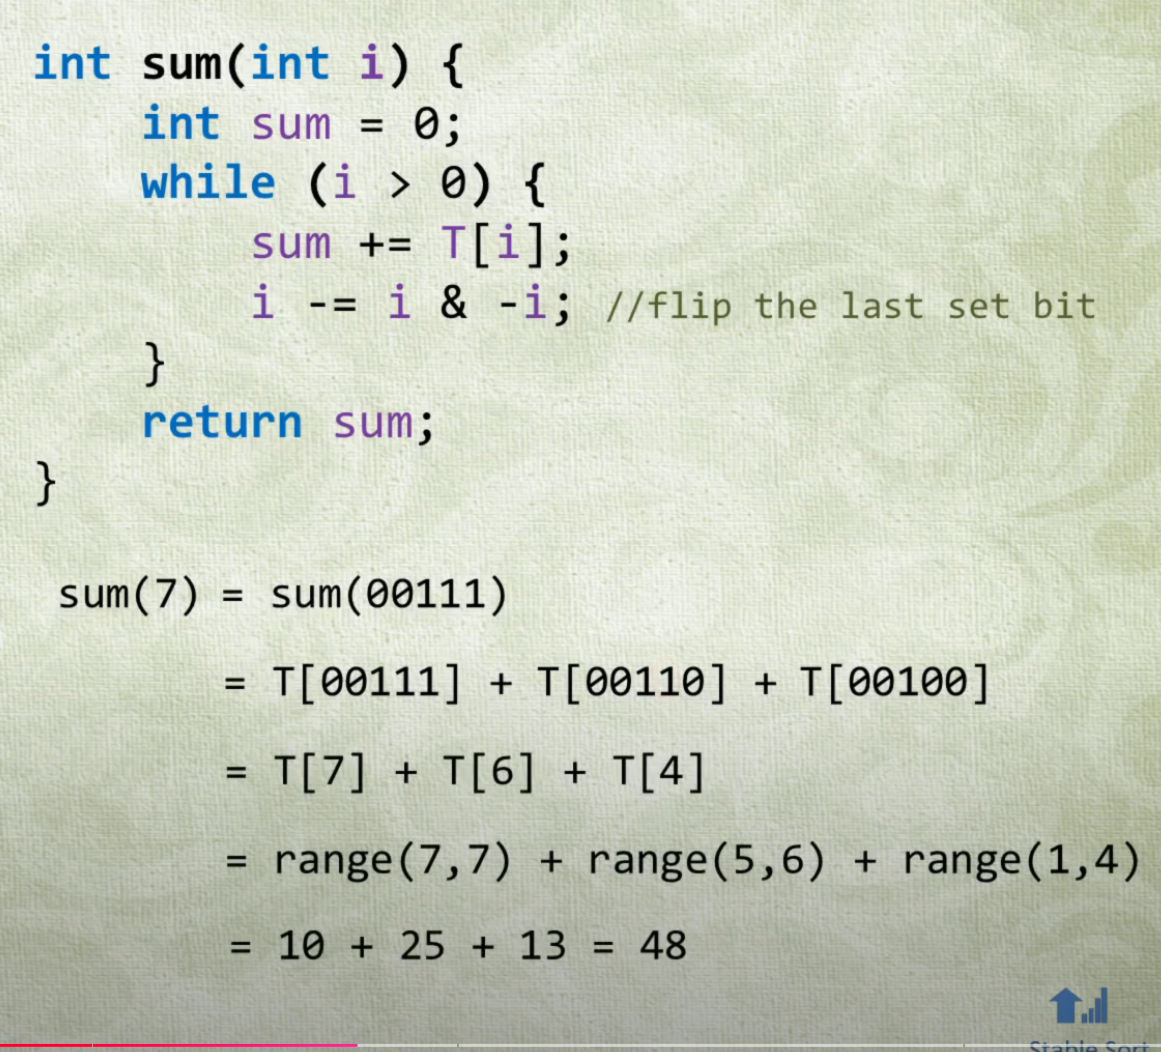 int sum(int i) {
int sum = 0;
while (i > 0) {
sum += T[i];
i -= i & -i; //flip the last set bit
}
return sum;
}
sum(7) = sum(00111)
= T[00111] + T[00110] + T[00100]
= T[7] + T[6] + T[4]
= range(7,7) + range(5,6) + range(1,4)
= 10 + 25 + 13 = 48
Stable Sort